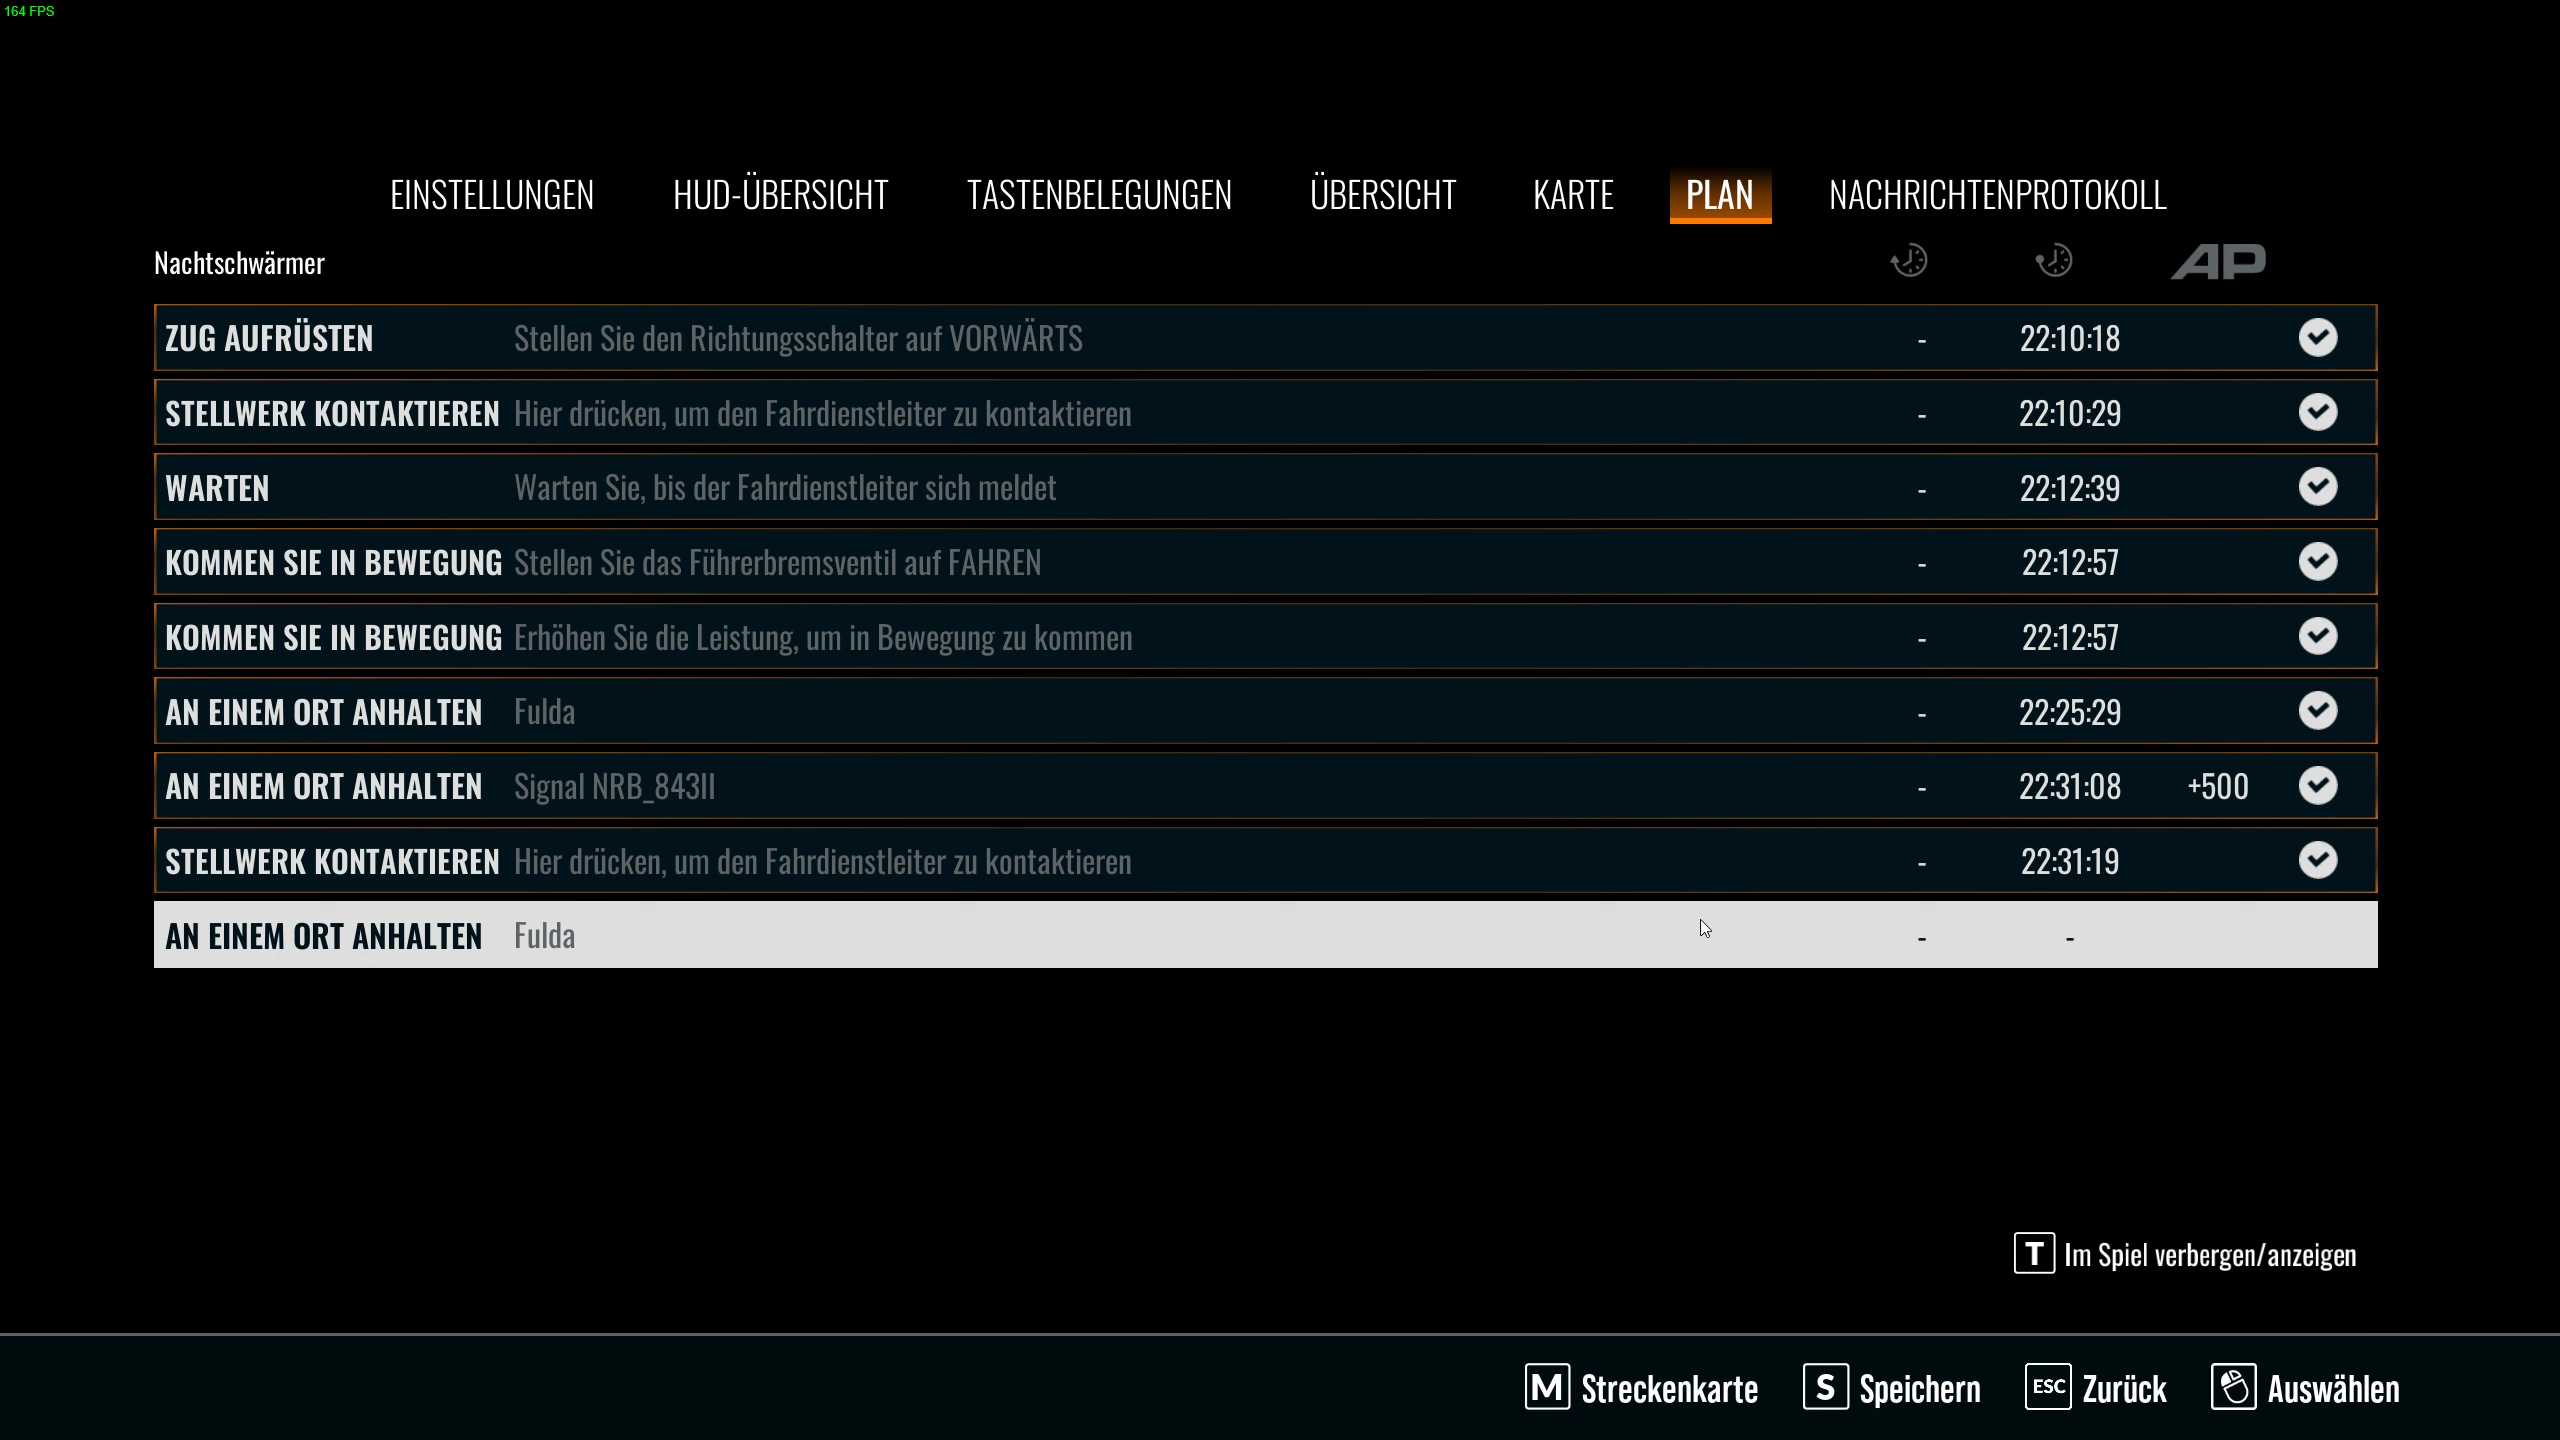 164 FPS
EINSTELLUNGEN HUD-ÜBERSICHT TASTENBELEGUNGEN ÜBERSICHT KARTE PLAN NACHRICHTENPROTOKOLL
Nachtschwärmer AP
ZUG AUFRÜSTEN Stellen Sie den Richtungsschalter auf VORWÄRTS - 22:10:18
STELLWERK KONTAKTIEREN Hier drücken, um den Fahrdienstleiter zu kontaktieren - 22:10:29
WARTEN Warten Sie, bis der Fahrdienstleiter sich meldet - 22:12:39
KOMMEN SIE IN BEWEGUNG Stellen Sie das Führerbremsventil auf FAHREN - 22:12:57
KOMMEN SIE IN BEWEGUNG Erhöhen Sie die Leistung, um in Bewegung zu kommen - 22:12:57
AN EINEM ORT ANHALTEN Fulda - 22:25:29
AN EINEM ORT ANHALTEN Signal NRB_843II - 22:31:08 +500
STELLWERK KONTAKTIEREN Hier drücken, um den Fahrdienstleiter zu kontaktieren - 22:31:19
AN EINEM ORT ANHALTEN Fulda - -
T Im Spiel verbergen/anzeigen
M Streckenkarte S Speichern ESC Zurück Auswählen